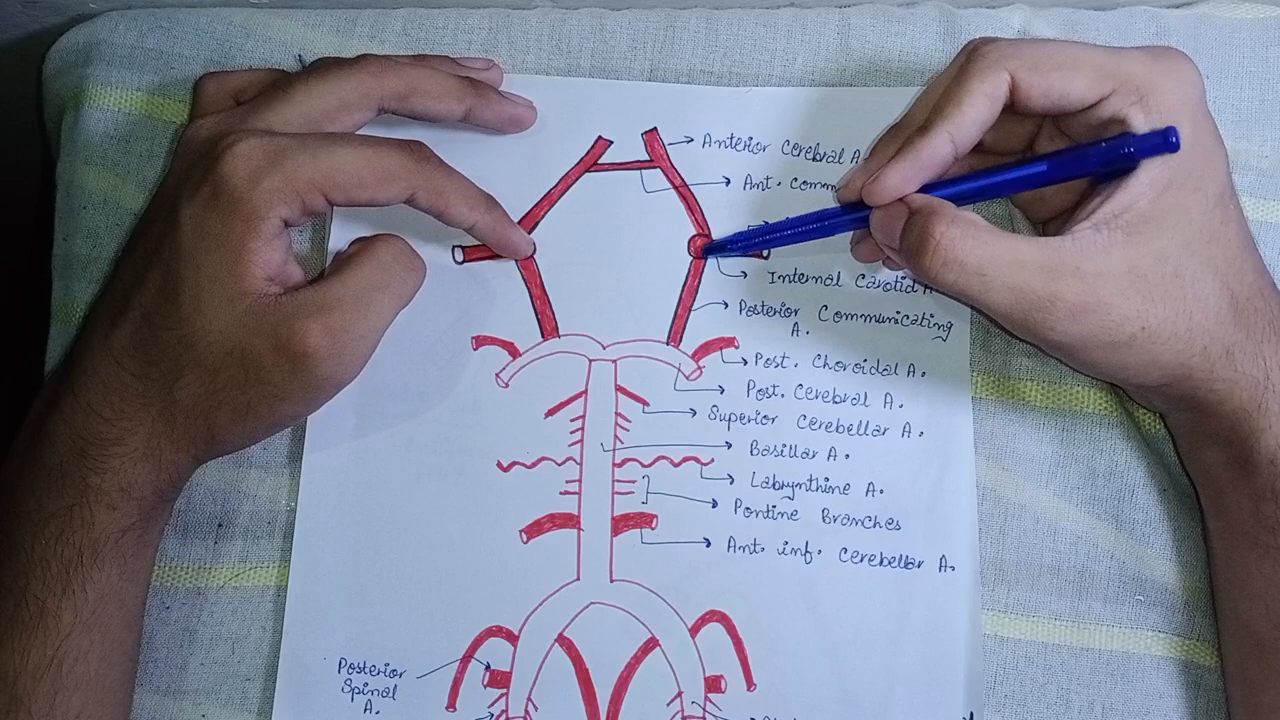 Anterior Cerebral A
Ant. Comm
Internal Carotid A
Posterior Communicating
A.
Post. Choroidal A.
Post. Cerebral A.
Superior Cerebellar A.
Basillar A.
Labrynthine A.
Pontine Branches
Ant. inf. Cerebellar A.
Posterior
Spinal
A.